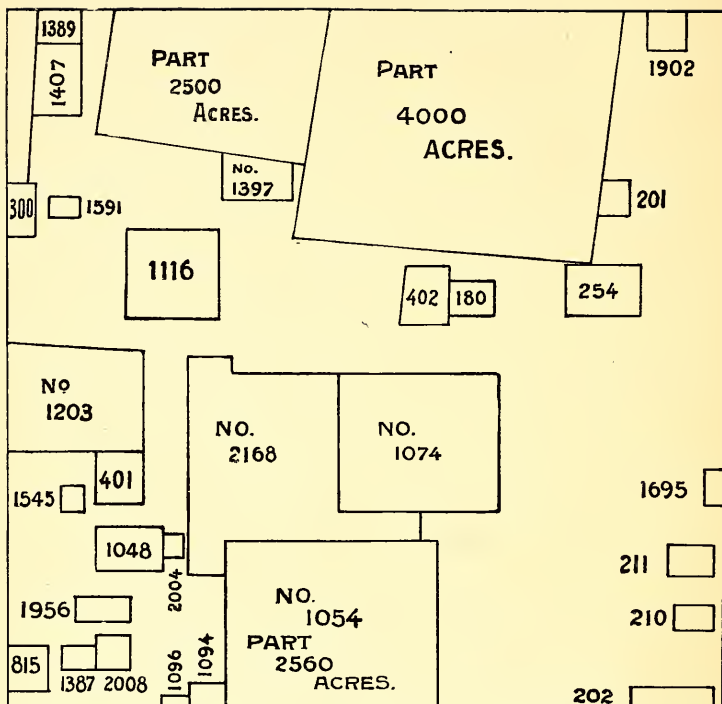 1389
1407
PART
2500
ACRES.
PART
4000
ACRES.
1902
No.
1397
300
1591
201
1116
402
180
254
No
1203
NO.
2168
NO.
1074
401
1545
1695
1048
2004
211
1956
NO.
1054
PART
2560
ACRES.
210
815
1387
2008
1096
1094
202